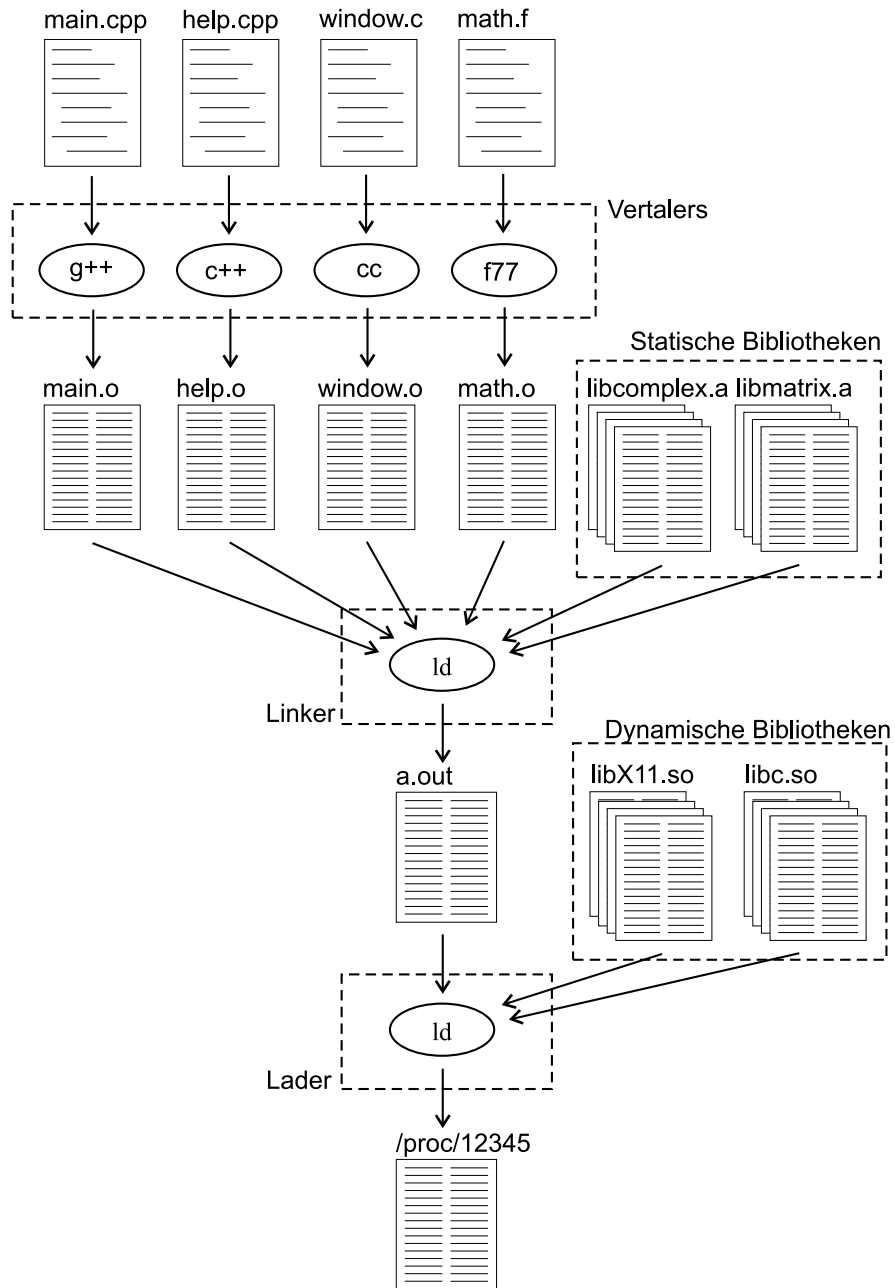 main.cpp help.cpp window.c math.f
Vertalers
g++ c++ cc f77
Statische Bibliotheken
main.o help.o window.o math.o libcomplex.a libmatrix.a
ld
Linker
Dynamische Bibliotheken
a.out libX11.so libc.so
ld
Lader
/proc/12345